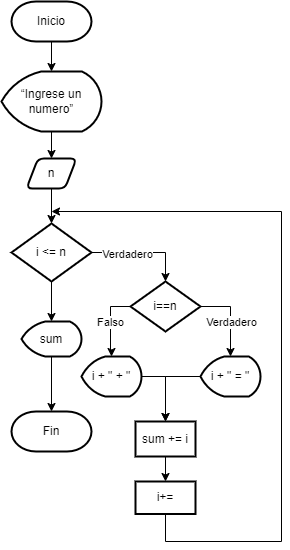 Inicio
“Ingrese un
numero”
n
i <= n
Verdadero
i==n
Falso
Verdadero
sum
i + " + "
i + " = "
Fin
sum += i
i+=